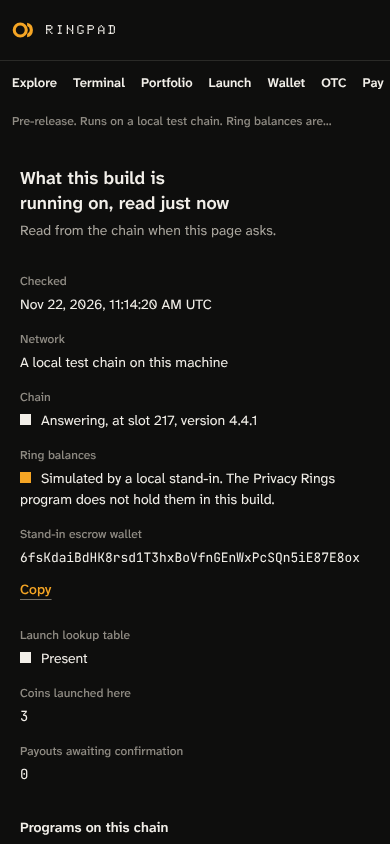 RINGPAD
Explore Terminal Portfolio Launch Wallet OTC Pay
Pre-release. Runs on a local test chain. Ring balances are...
What this build is
running on, read just now
Read from the chain when this page asks.
Checked
Nov 22, 2026, 11:14:20 AM UTC
Network
A local test chain on this machine
Chain
Answering, at slot 217, version 4.4.1
Ring balances
Simulated by a local stand-in. The Privacy Rings
program does not hold them in this build.
Stand-in escrow wallet
6fsKdaiBdHK8rsd1T3hxBoVfnGEnWxPcSQn5iE87E8ox
Copy
Launch lookup table
Present
Coins launched here
3
Payouts awaiting confirmation
0
Programs on this chain